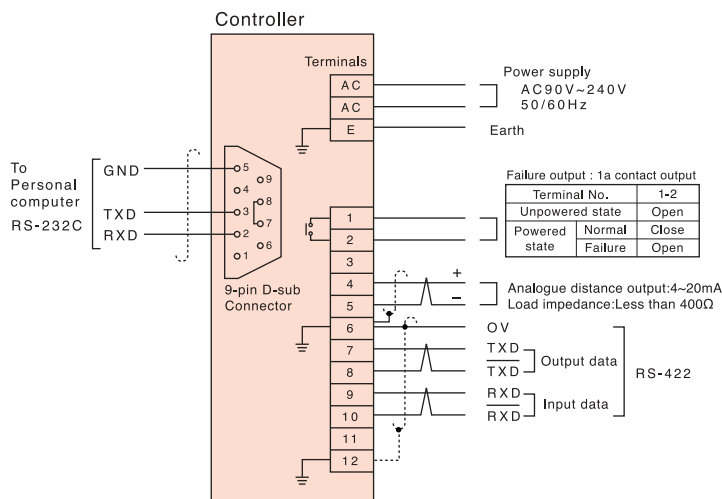 Controller
Terminals
AC
AC
E
Power supply
AC90V~240V
50/60Hz
Earth
To
Personal
computer
RS-232C
GND
TXD
RXD
5
9
4
8
3
7
2
6
1
9-pin D-sub
Connector
Failure output : 1a contact output
Terminal No. 1-2
Unpowered state Open
Powered state Normal Close
Failure Open
1
2
3
4
5
6
7
8
9
10
11
12
+
−
Analogue distance output:4~20mA
Load impedance:Less than 400Ω
OV
TXD
TXD
Output data
RXD
RXD
Input data
RS-422